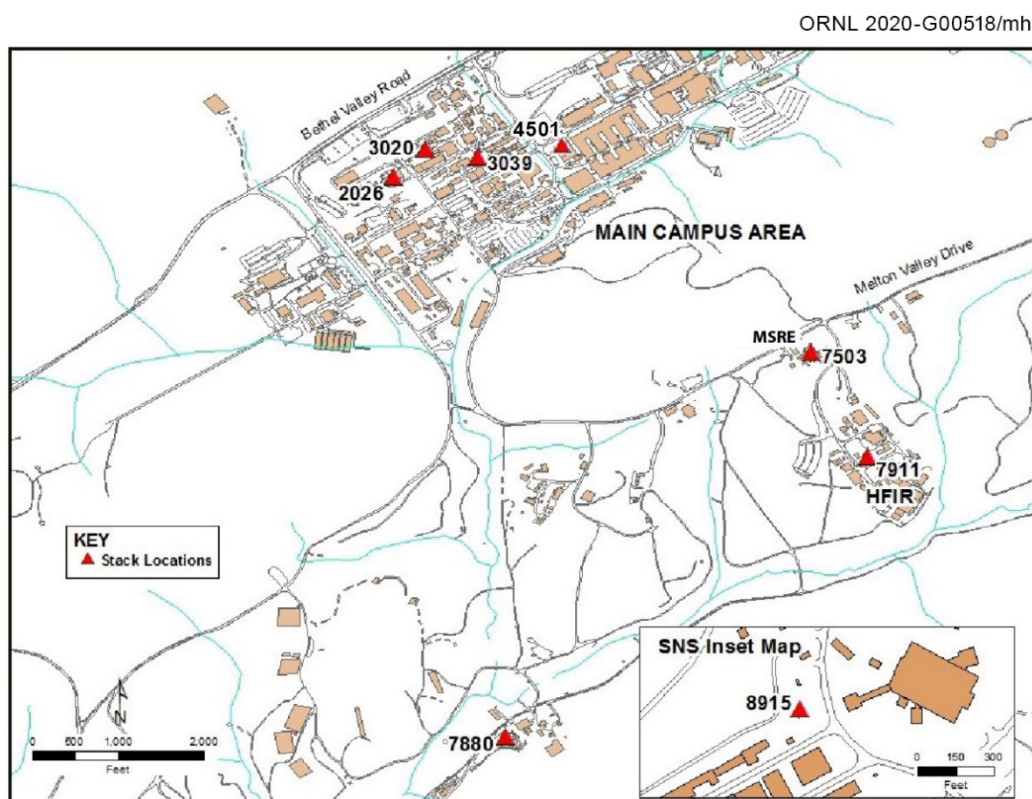 ORNL 2020-G00518/mh
Bethel Valley Road
4501
3020
3039
2026
MAIN CAMPUS AREA
Melton Valley Drive
MSRE
7503
7911
HFIR
KEY
Stack Locations
SNS Inset Map
8915
7880
N
0 500 1,000 2,000
Feet
0 150 300
Feet